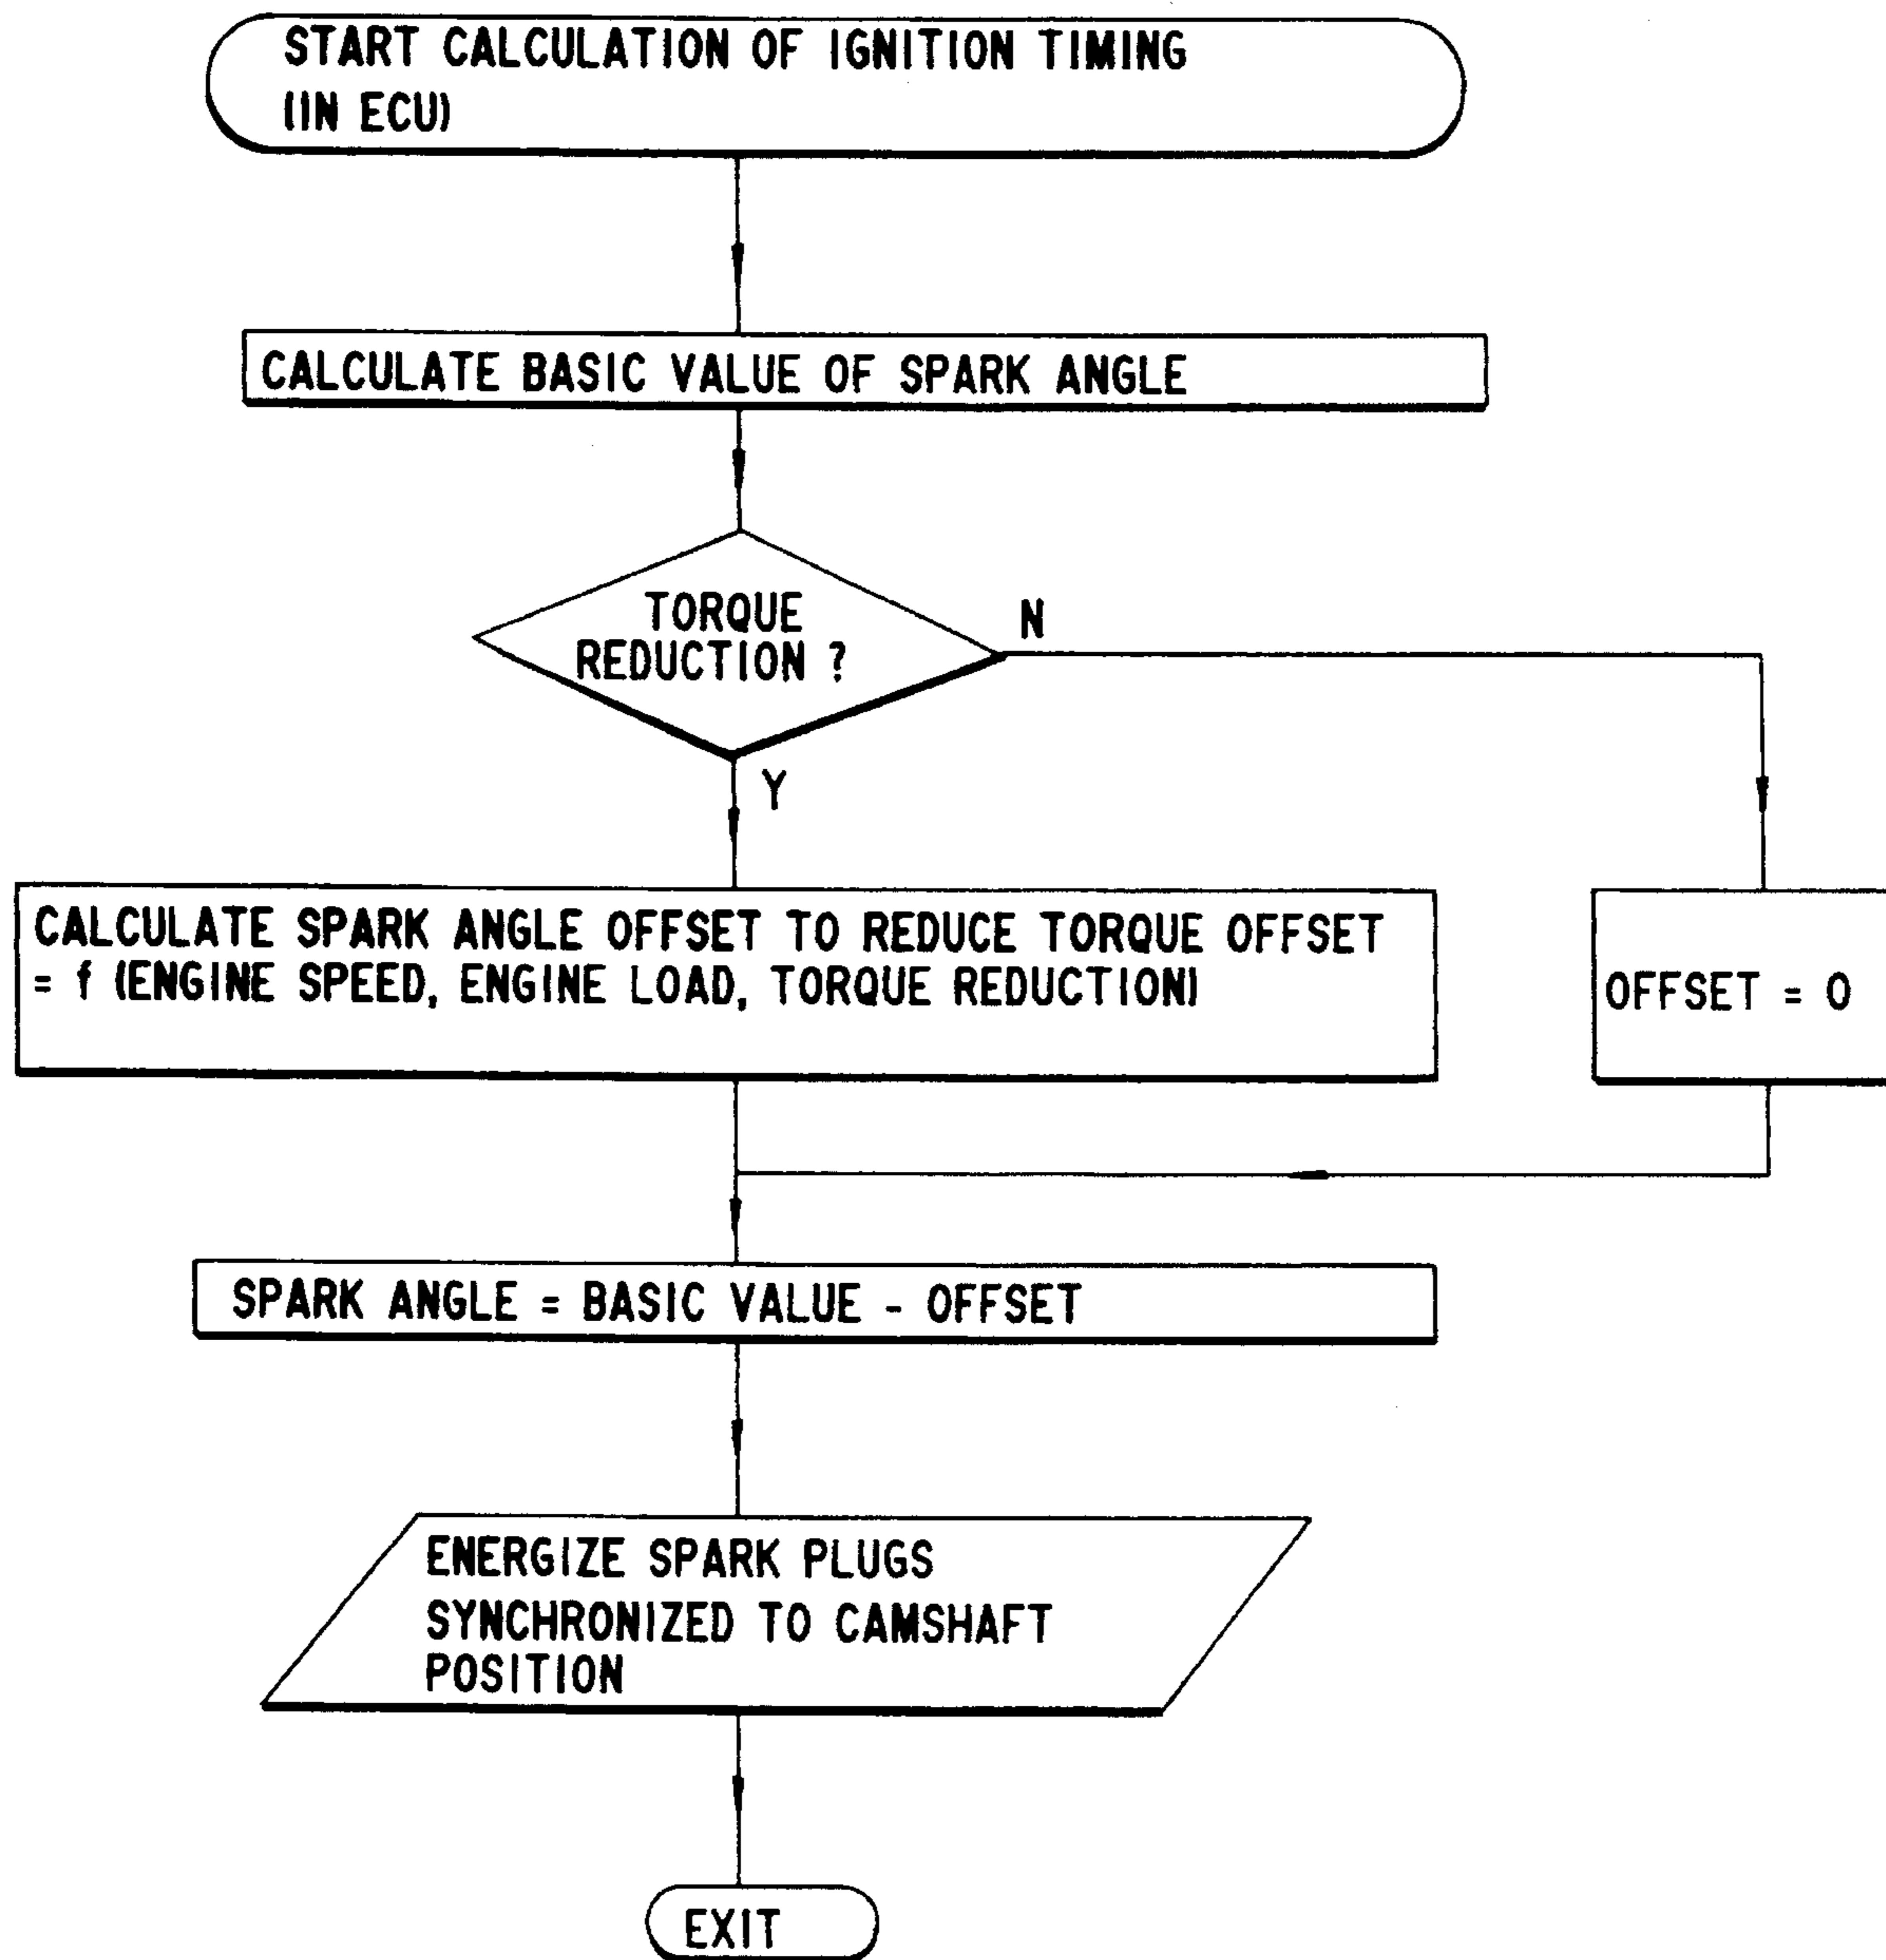 START CALCULATION OF IGNITION TIMING
(IN ECU)
CALCULATE BASIC VALUE OF SPARK ANGLE
TORQUE
REDUCTION ?
N
Y
CALCULATE SPARK ANGLE OFFSET TO REDUCE TORQUE OFFSET
= f (ENGINE SPEED, ENGINE LOAD, TORQUE REDUCTION)
OFFSET = 0
SPARK ANGLE = BASIC VALUE - OFFSET
ENERGIZE SPARK PLUGS
SYNCHRONIZED TO CAMSHAFT
POSITION
EXIT